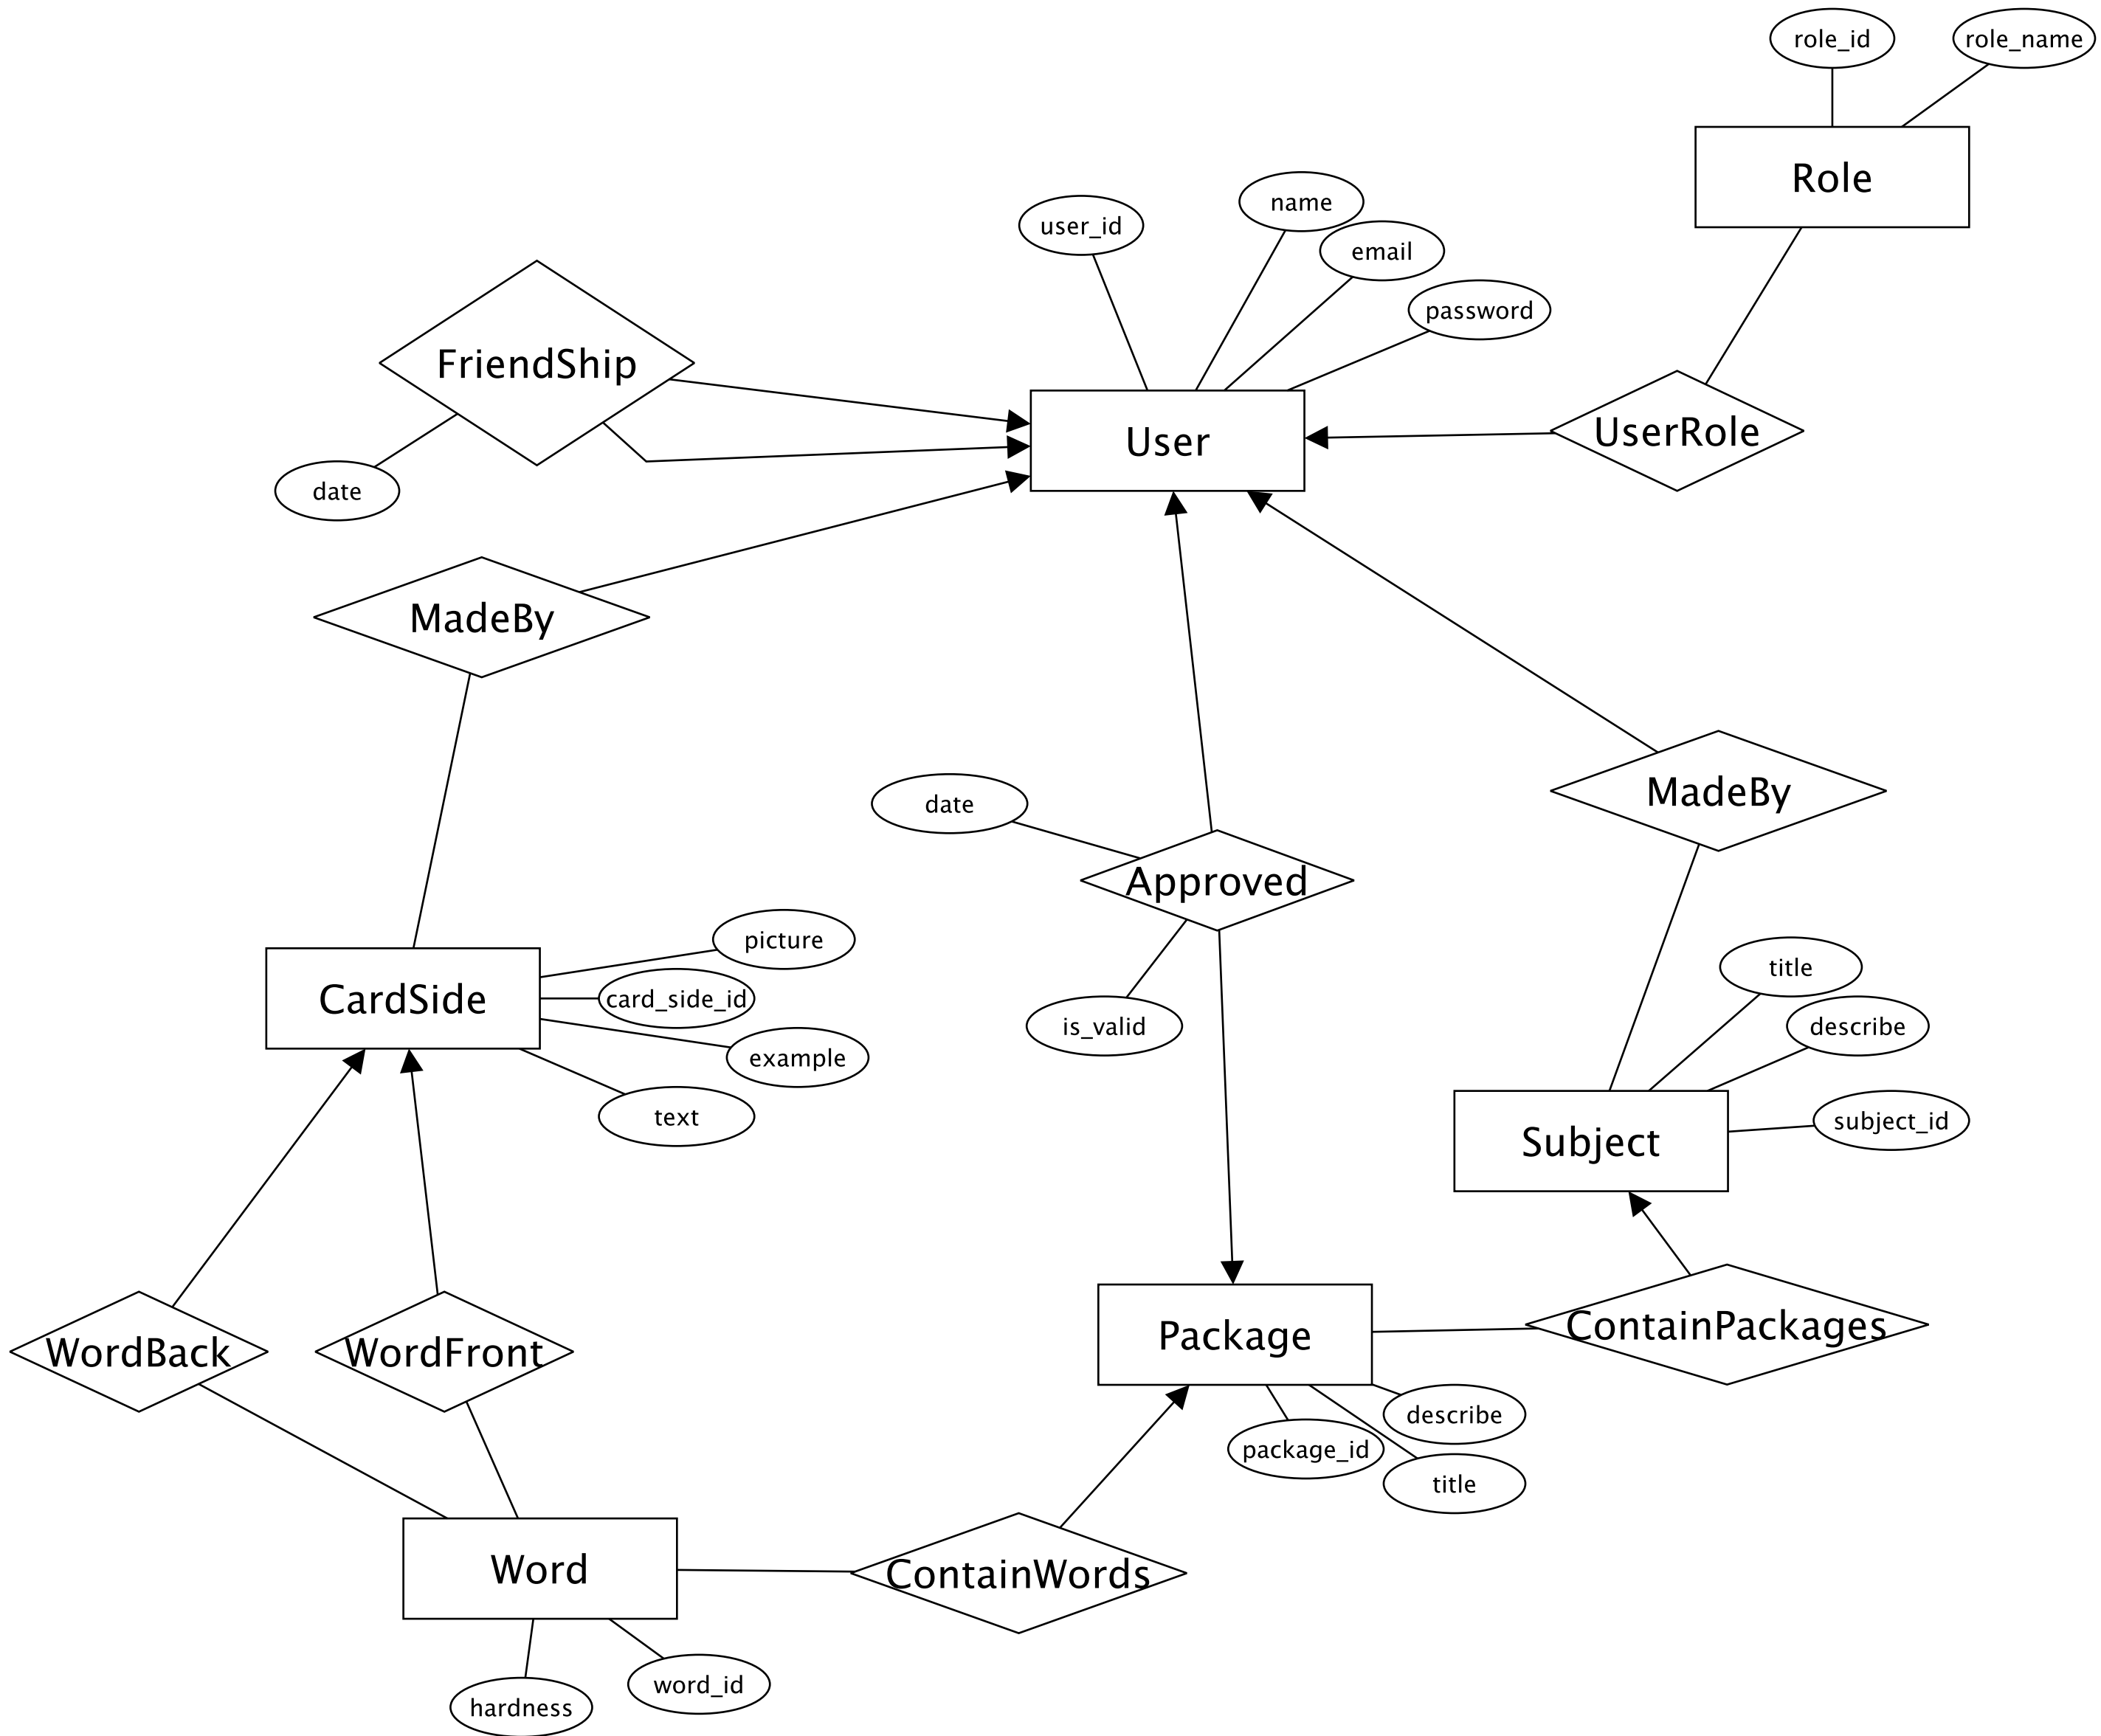 role_id
role_name
Role
name
user_id
email
password
FriendShip
User
UserRole
date
MadeBy
MadeBy
date
Approved
picture
title
CardSide
card_side_id
is_valid
describe
example
text
subject_id
Subject
WordBack
WordFront
Package
ContainPackages
describe
package_id
title
Word
ContainWords
word_id
hardness